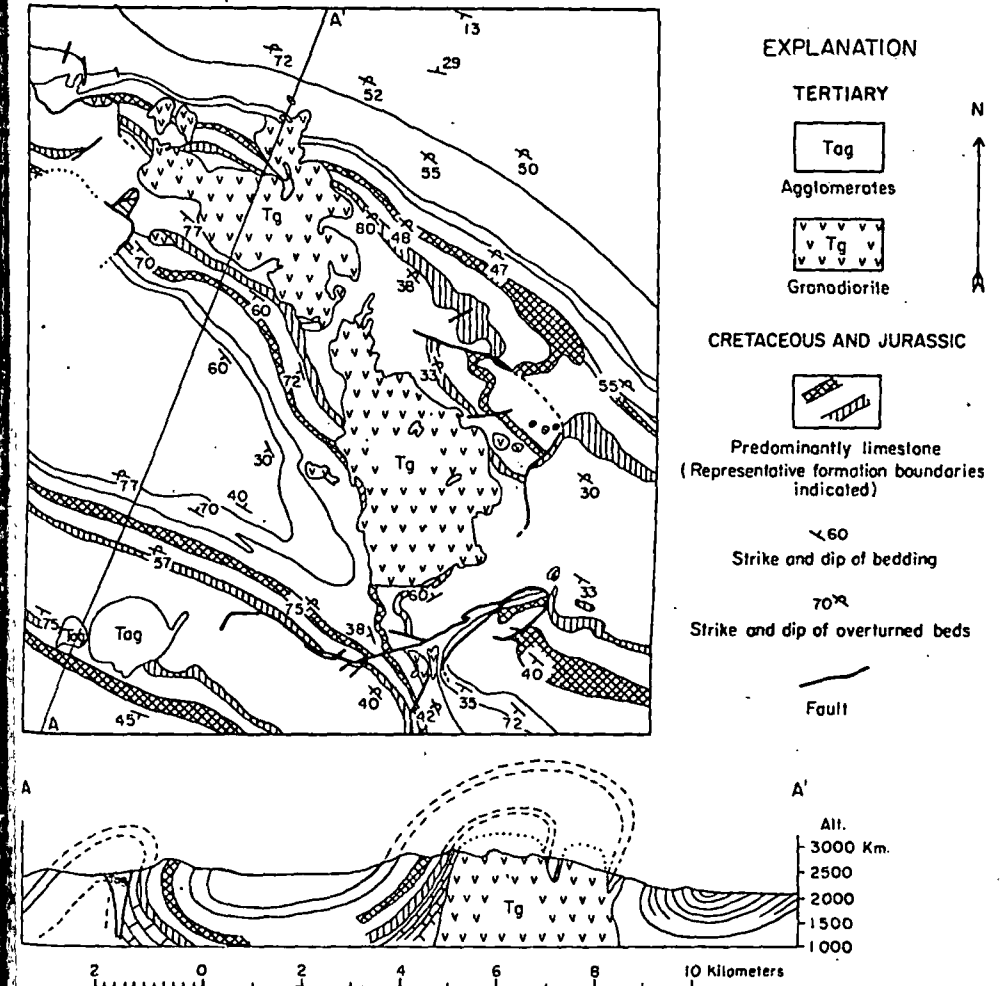 A'
13
72
29
52
55
50
Tg
77
80
48
47
38
70
60
60
72
33
55
30
Tg
40
77
70
30
57
60
75
75
38
Tag
Tag
40
40
35
42
72
45
A
EXPLANATION
TERTIARY
N
Tag
Agglomerates
Tg
Granodiorite
CRETACEOUS AND JURASSIC
Predominantly limestone
(Representative formation boundaries
indicated)
60
Strike and dip of bedding
70
Strike and dip of overturned beds
Fault
A
A'
Alt.
3000 Km.
2500
2000
1500
1000
Tg
2 0 2 4 6 8 10 Kilometers